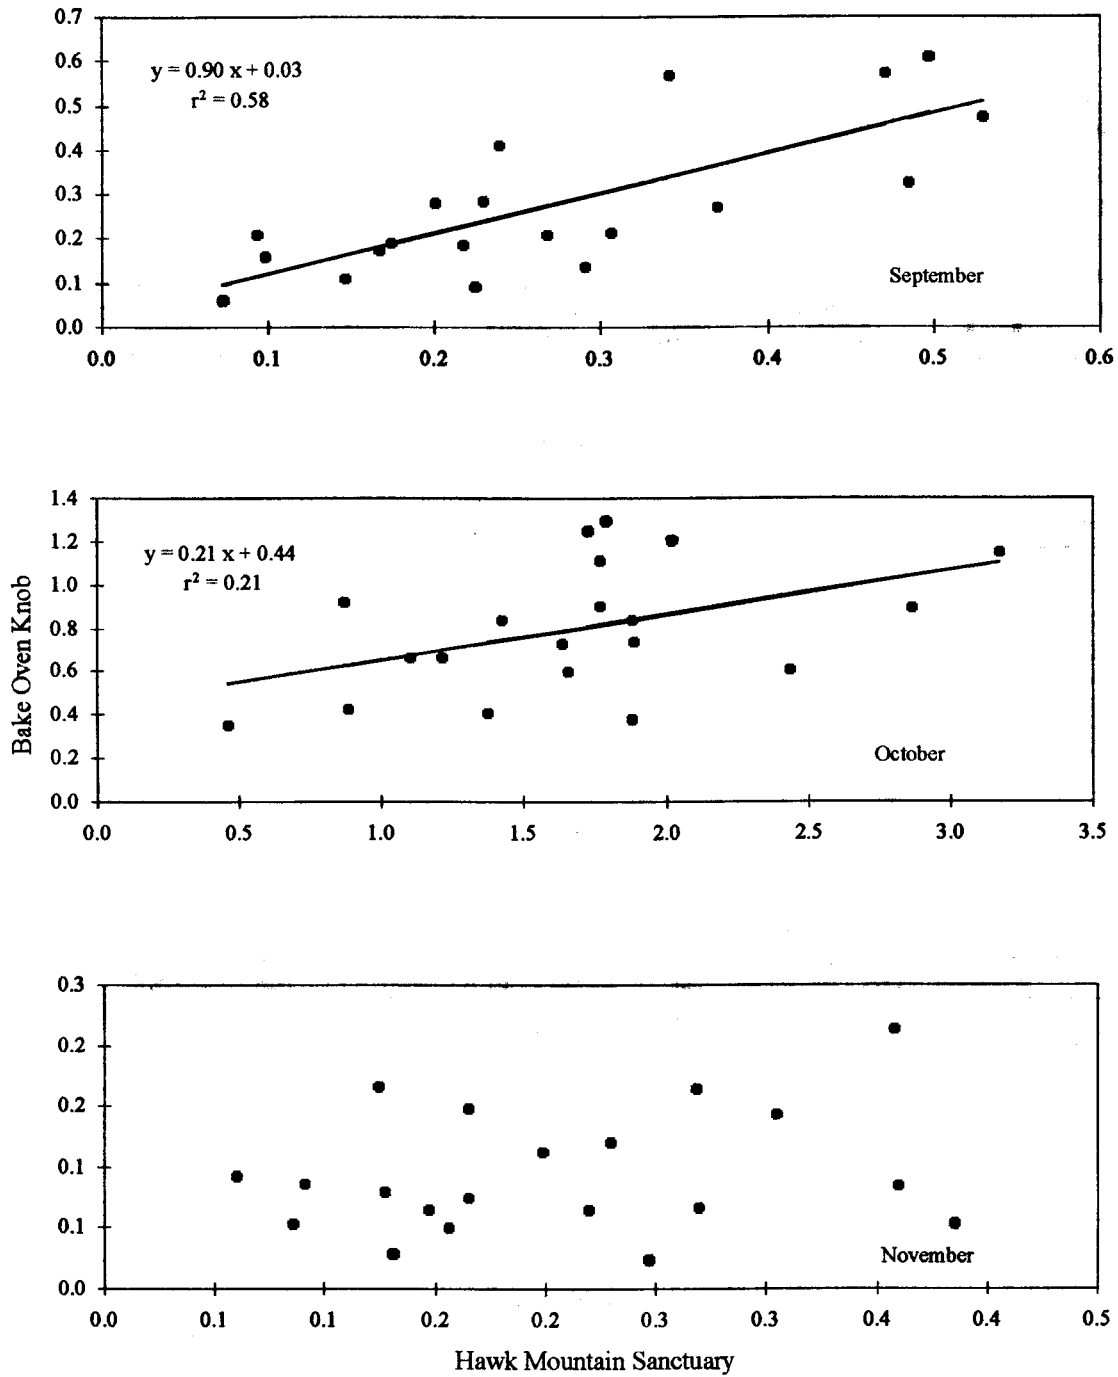 0.7
0.6
0.5
0.4
0.3
0.2
0.1
0.0
y = 0.90 x + 0.03
r² = 0.58
September
0.0 0.1 0.2 0.3 0.4 0.5 0.6
Bake Oven Knob
1.4
1.2
1.0
0.8
0.6
0.4
0.2
0.0
y = 0.21 x + 0.44
r² = 0.21
October
0.0 0.5 1.0 1.5 2.0 2.5 3.0 3.5
0.3
0.2
0.2
0.1
0.1
0.0
November
0.0 0.1 0.1 0.2 0.2 0.3 0.3 0.4 0.4 0.5
Hawk Mountain Sanctuary